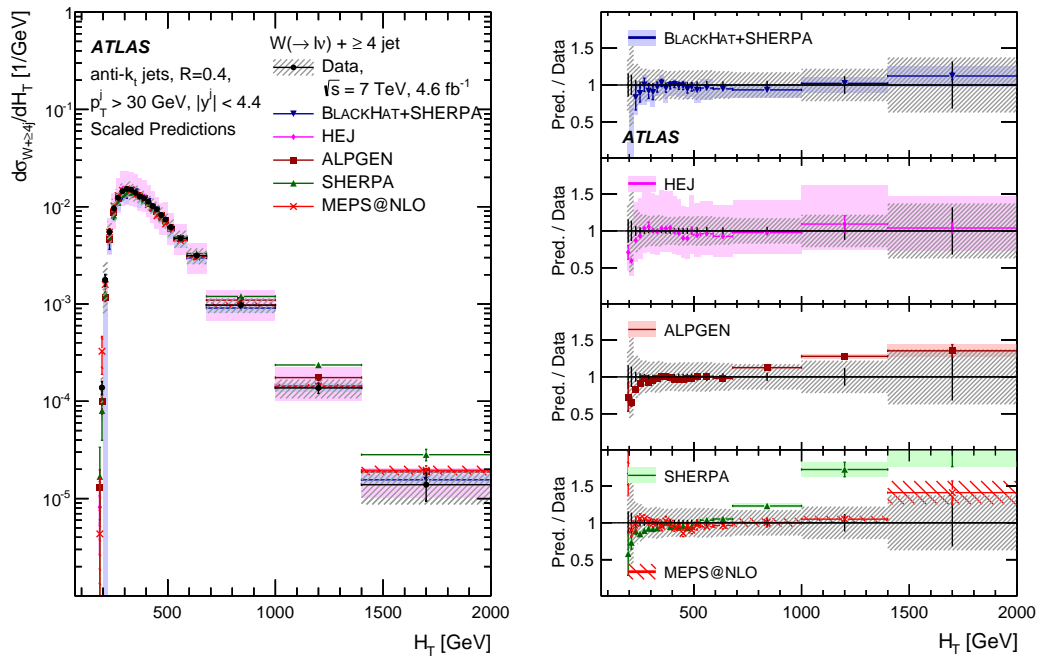 dσ_{W+≥4j}/dH_T [1/GeV]
ATLAS
anti-k_t jets, R=0.4,
p_T^j > 30 GeV, |y^j| < 4.4
Scaled Predictions
W(→ lν) + ≥ 4 jet
Data,
√s = 7 TeV, 4.6 fb⁻¹
BLACKHAT+SHERPA
HEJ
ALPGEN
SHERPA
MEPS@NLO
10⁻¹
10⁻²
10⁻³
10⁻⁴
10⁻⁵
1
500 1000 1500 2000
H_T [GeV]
BLACKHAT+SHERPA
ATLAS
Pred. / Data
1.5
1
0.5
HEJ
Pred. / Data
1.5
1
0.5
ALPGEN
Pred. / Data
1.5
1
0.5
SHERPA
MEPS@NLO
Pred. / Data
1.5
1
0.5
500 1000 1500 2000
H_T [GeV]